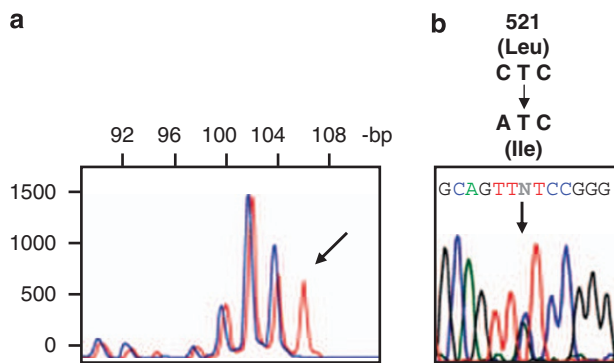 a
92 96 100 104 108 -bp
1500
1000
500
0
b
521
(Leu)
C T C
A T C
(Ile)
GCAGTTNTCCGGG